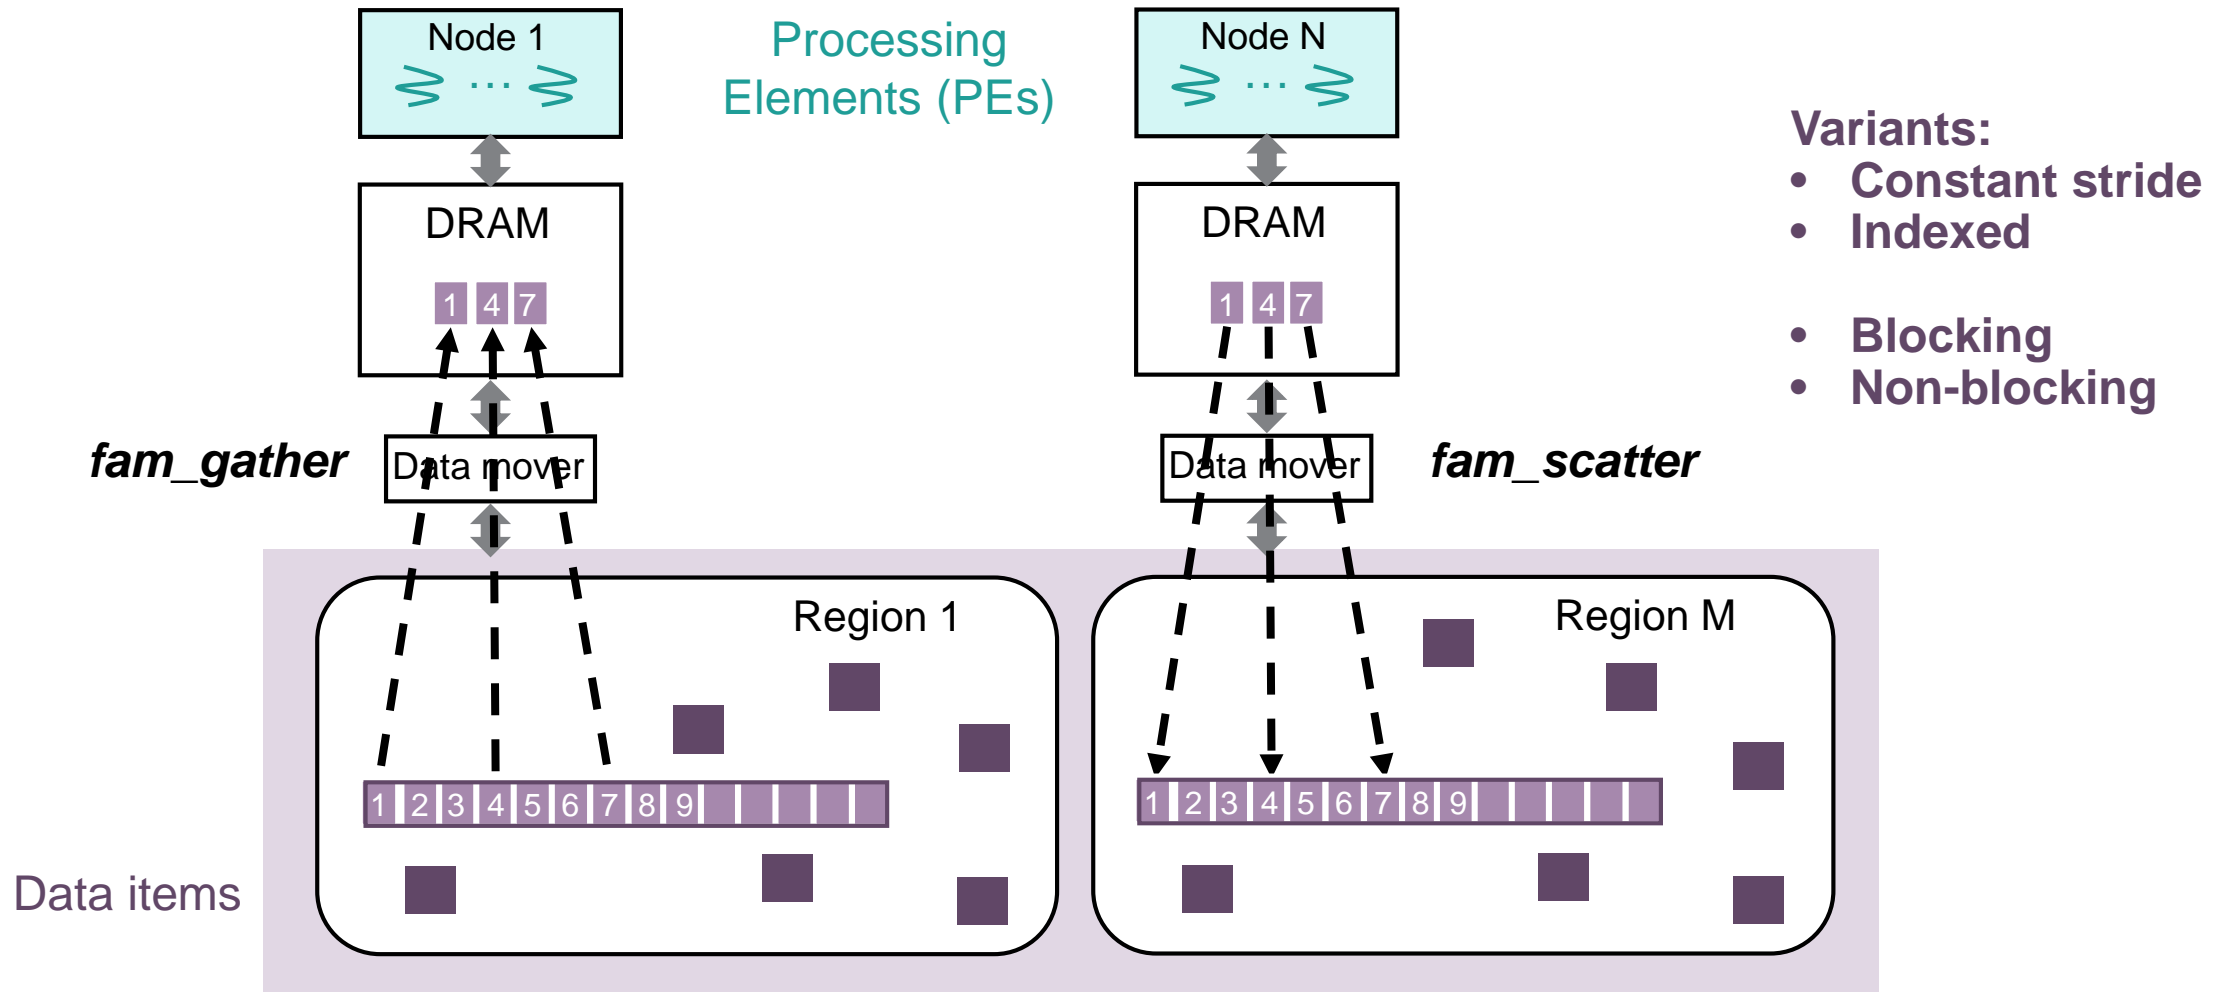 Node 1
...
Processing
Elements (PEs)
Node N
...
Variants:
• Constant stride
• Indexed
• Blocking
• Non-blocking
DRAM
1 4 7
DRAM
1 4 7
fam_gather
Data mover
Data mover
fam_scatter
Region 1
1 2 3 4 5 6 7 8 9
Region M
1 2 3 4 5 6 7 8 9
Data items